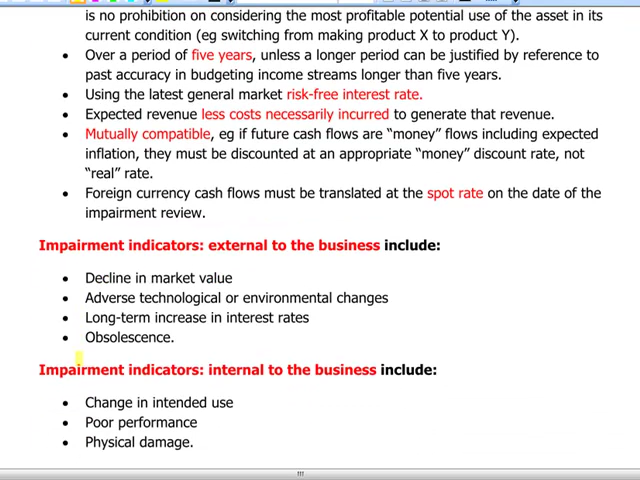 is no prohibition on considering the most profitable potential use of the asset in its
current condition (eg switching from making product X to product Y).
• Over a period of five years, unless a longer period can be justified by reference to
past accuracy in budgeting income streams longer than five years.
• Using the latest general market risk-free interest rate.
• Expected revenue less costs necessarily incurred to generate that revenue.
• Mutually compatible, eg if future cash flows are “money” flows including expected
inflation, they must be discounted at an appropriate “money” discount rate, not
“real” rate.
• Foreign currency cash flows must be translated at the spot rate on the date of the
impairment review.
Impairment indicators: external to the business include:
• Decline in market value
• Adverse technological or environmental changes
• Long-term increase in interest rates
• Obsolescence.
Impairment indicators: internal to the business include:
• Change in intended use
• Poor performance
• Physical damage.